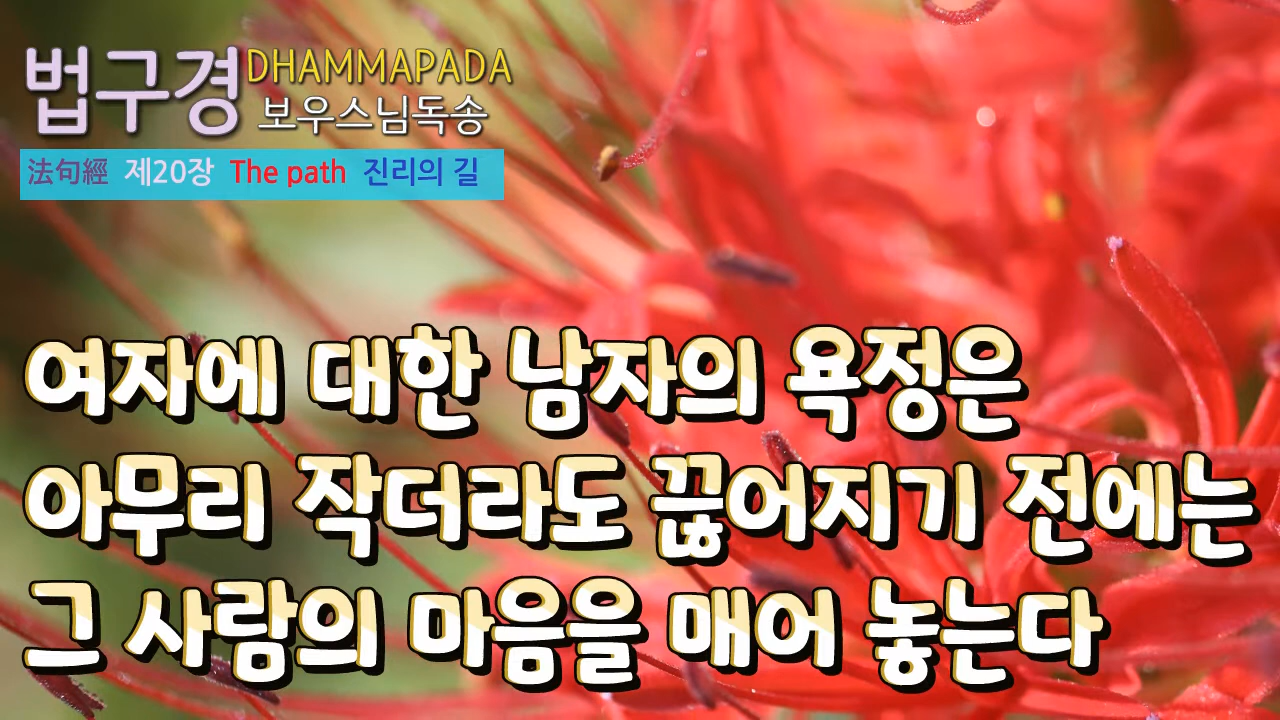 법구경 DHAMMAPADA
보우스님독송
法句經 제20장 The path 진리의 길
여자에 대한 남자의 욕정은
아무리 작더라도 끊어지기 전에는
그 사람의 마음을 매어 놓는다